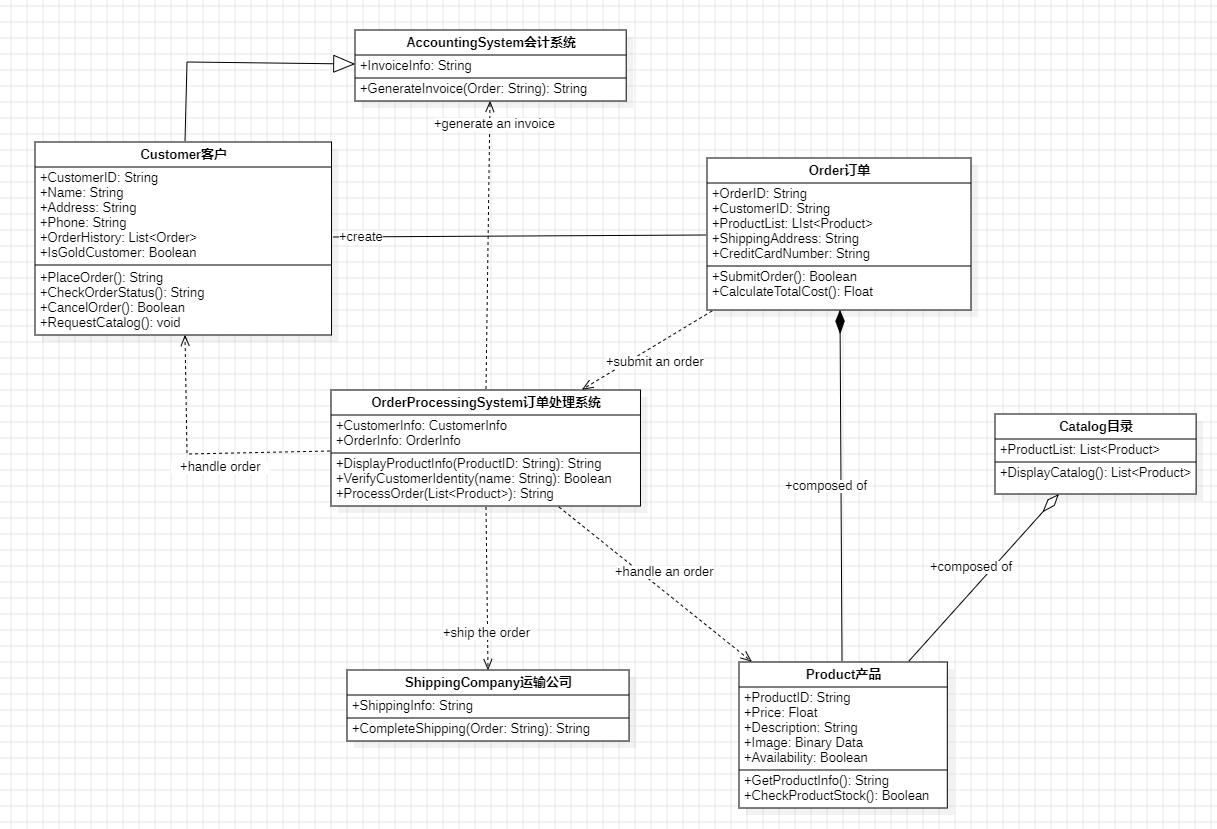 AccountingSystem会计系统
+InvoiceInfo: String
+GenerateInvoice(Order: String): String
+generate an invoice
Customer客户
+CustomerID: String
+Name: String
+Address: String
+Phone: String
+OrderHistory: List<Order>
+IsGoldCustomer: Boolean
+PlaceOrder(): String
+CheckOrderStatus(): String
+CancelOrder(): Boolean
+RequestCatalog(): void
+create
Order订单
+OrderID: String
+CustomerID: String
+ProductList: LIst<Product>
+ShippingAddress: String
+CreditCardNumber: String
+SubmitOrder(): Boolean
+CalculateTotalCost(): Float
+submit an order
OrderProcessingSystem订单处理系统
+CustomerInfo: CustomerInfo
+OrderInfo: OrderInfo
+DisplayProductInfo(ProductID: String): String
+VerifyCustomerIdentity(name: String): Boolean
+ProcessOrder(List<Product>): String
+handle order
Catalog目录
+ProductList: List<Product>
+DisplayCatalog(): List<Product>
+composed of
+composed of
+handle an order
+ship the order
ShippingCompany运输公司
+ShippingInfo: String
+CompleteShipping(Order: String): String
Product产品
+ProductID: String
+Price: Float
+Description: String
+Image: Binary Data
+Availability: Boolean
+GetProductInfo(): String
+CheckProductStock(): Boolean